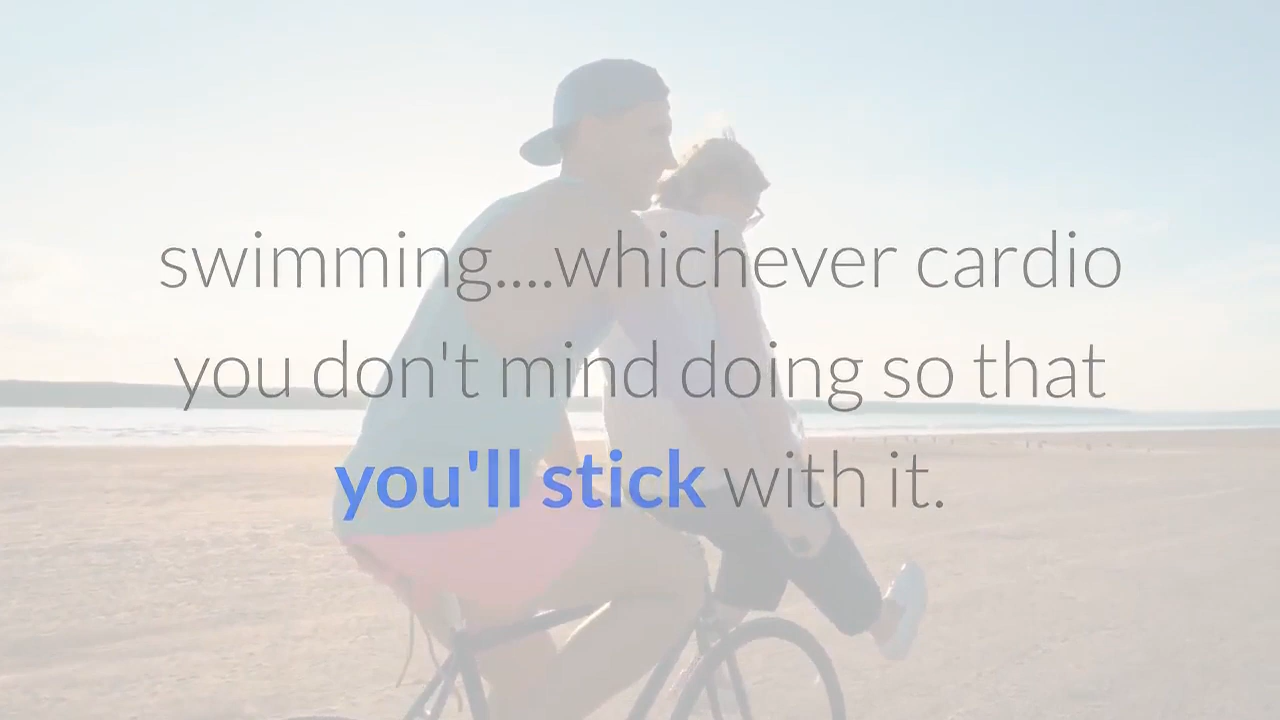 swimming....whichever cardio
you don't mind doing so that
you'll stick with it.